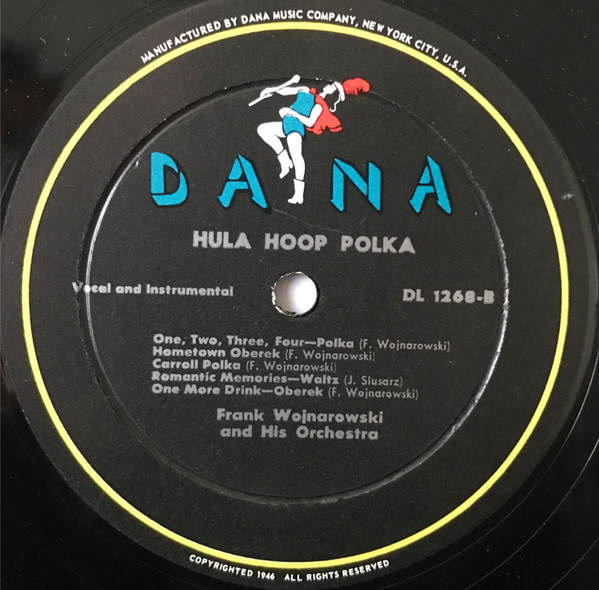 MANUFACTURED BY DANA MUSIC COMPANY, NEW YORK CITY, U.S.A.
DANA
HULA HOOP POLKA
Vocal and Instrumental
DL 1268-B
One, Two, Three, Four—Polka (F. Wojnarowski)
Hometown Oberek (F. Wojnarowski)
Carroll Polka (F. Wojnarowski)
Romantic Memories—Waltz (J. Slusarz)
One More Drink—Oberek (F. Wojnarowski)
Frank Wojnarowski
and His Orchestra
COPYRIGHTED 1946 ALL RIGHTS RESERVED